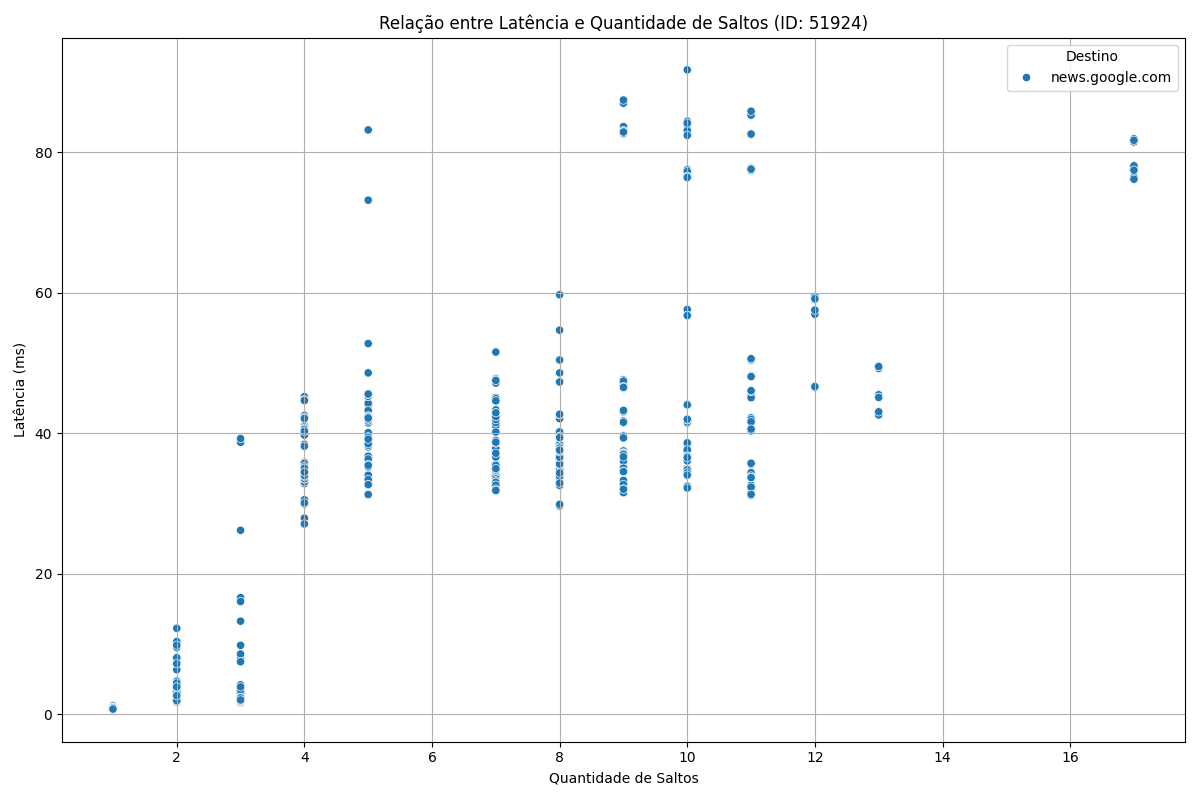 Relação entre Latência e Quantidade de Saltos (ID: 51924)
Destino
news.google.com
Latência (ms)
80
60
40
20
0
2 4 6 8 10 12 14 16
Quantidade de Saltos